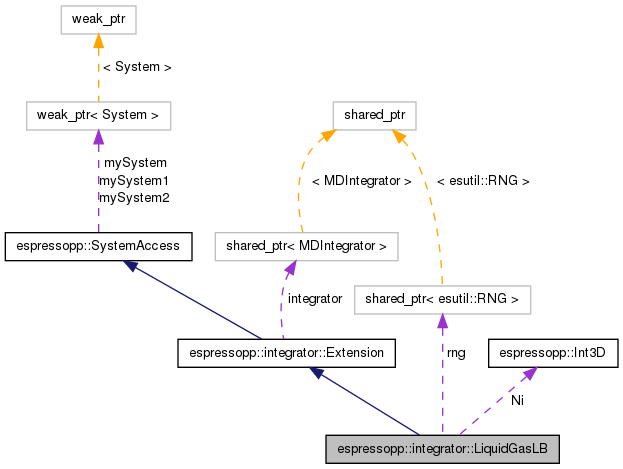 weak_ptr
< System >
weak_ptr< System >
shared_ptr
mySystem
mySystem1
mySystem2
< MDIntegrator >
< esutil::RNG >
espressopp::SystemAccess
shared_ptr< MDIntegrator >
integrator
shared_ptr< esutil::RNG >
espressopp::integrator::Extension
rng
espressopp::Int3D
Ni
espressopp::integrator::LiquidGasLB